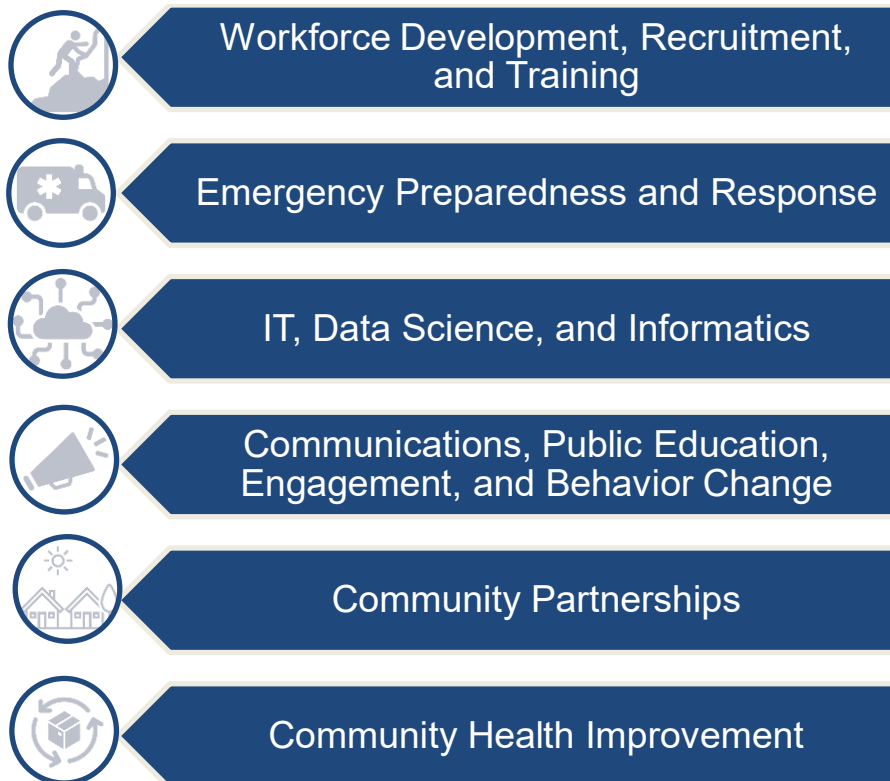 Workforce Development, Recruitment,
and Training
Emergency Preparedness and Response
IT, Data Science, and Informatics
Communications, Public Education,
Engagement, and Behavior Change
Community Partnerships
Community Health Improvement